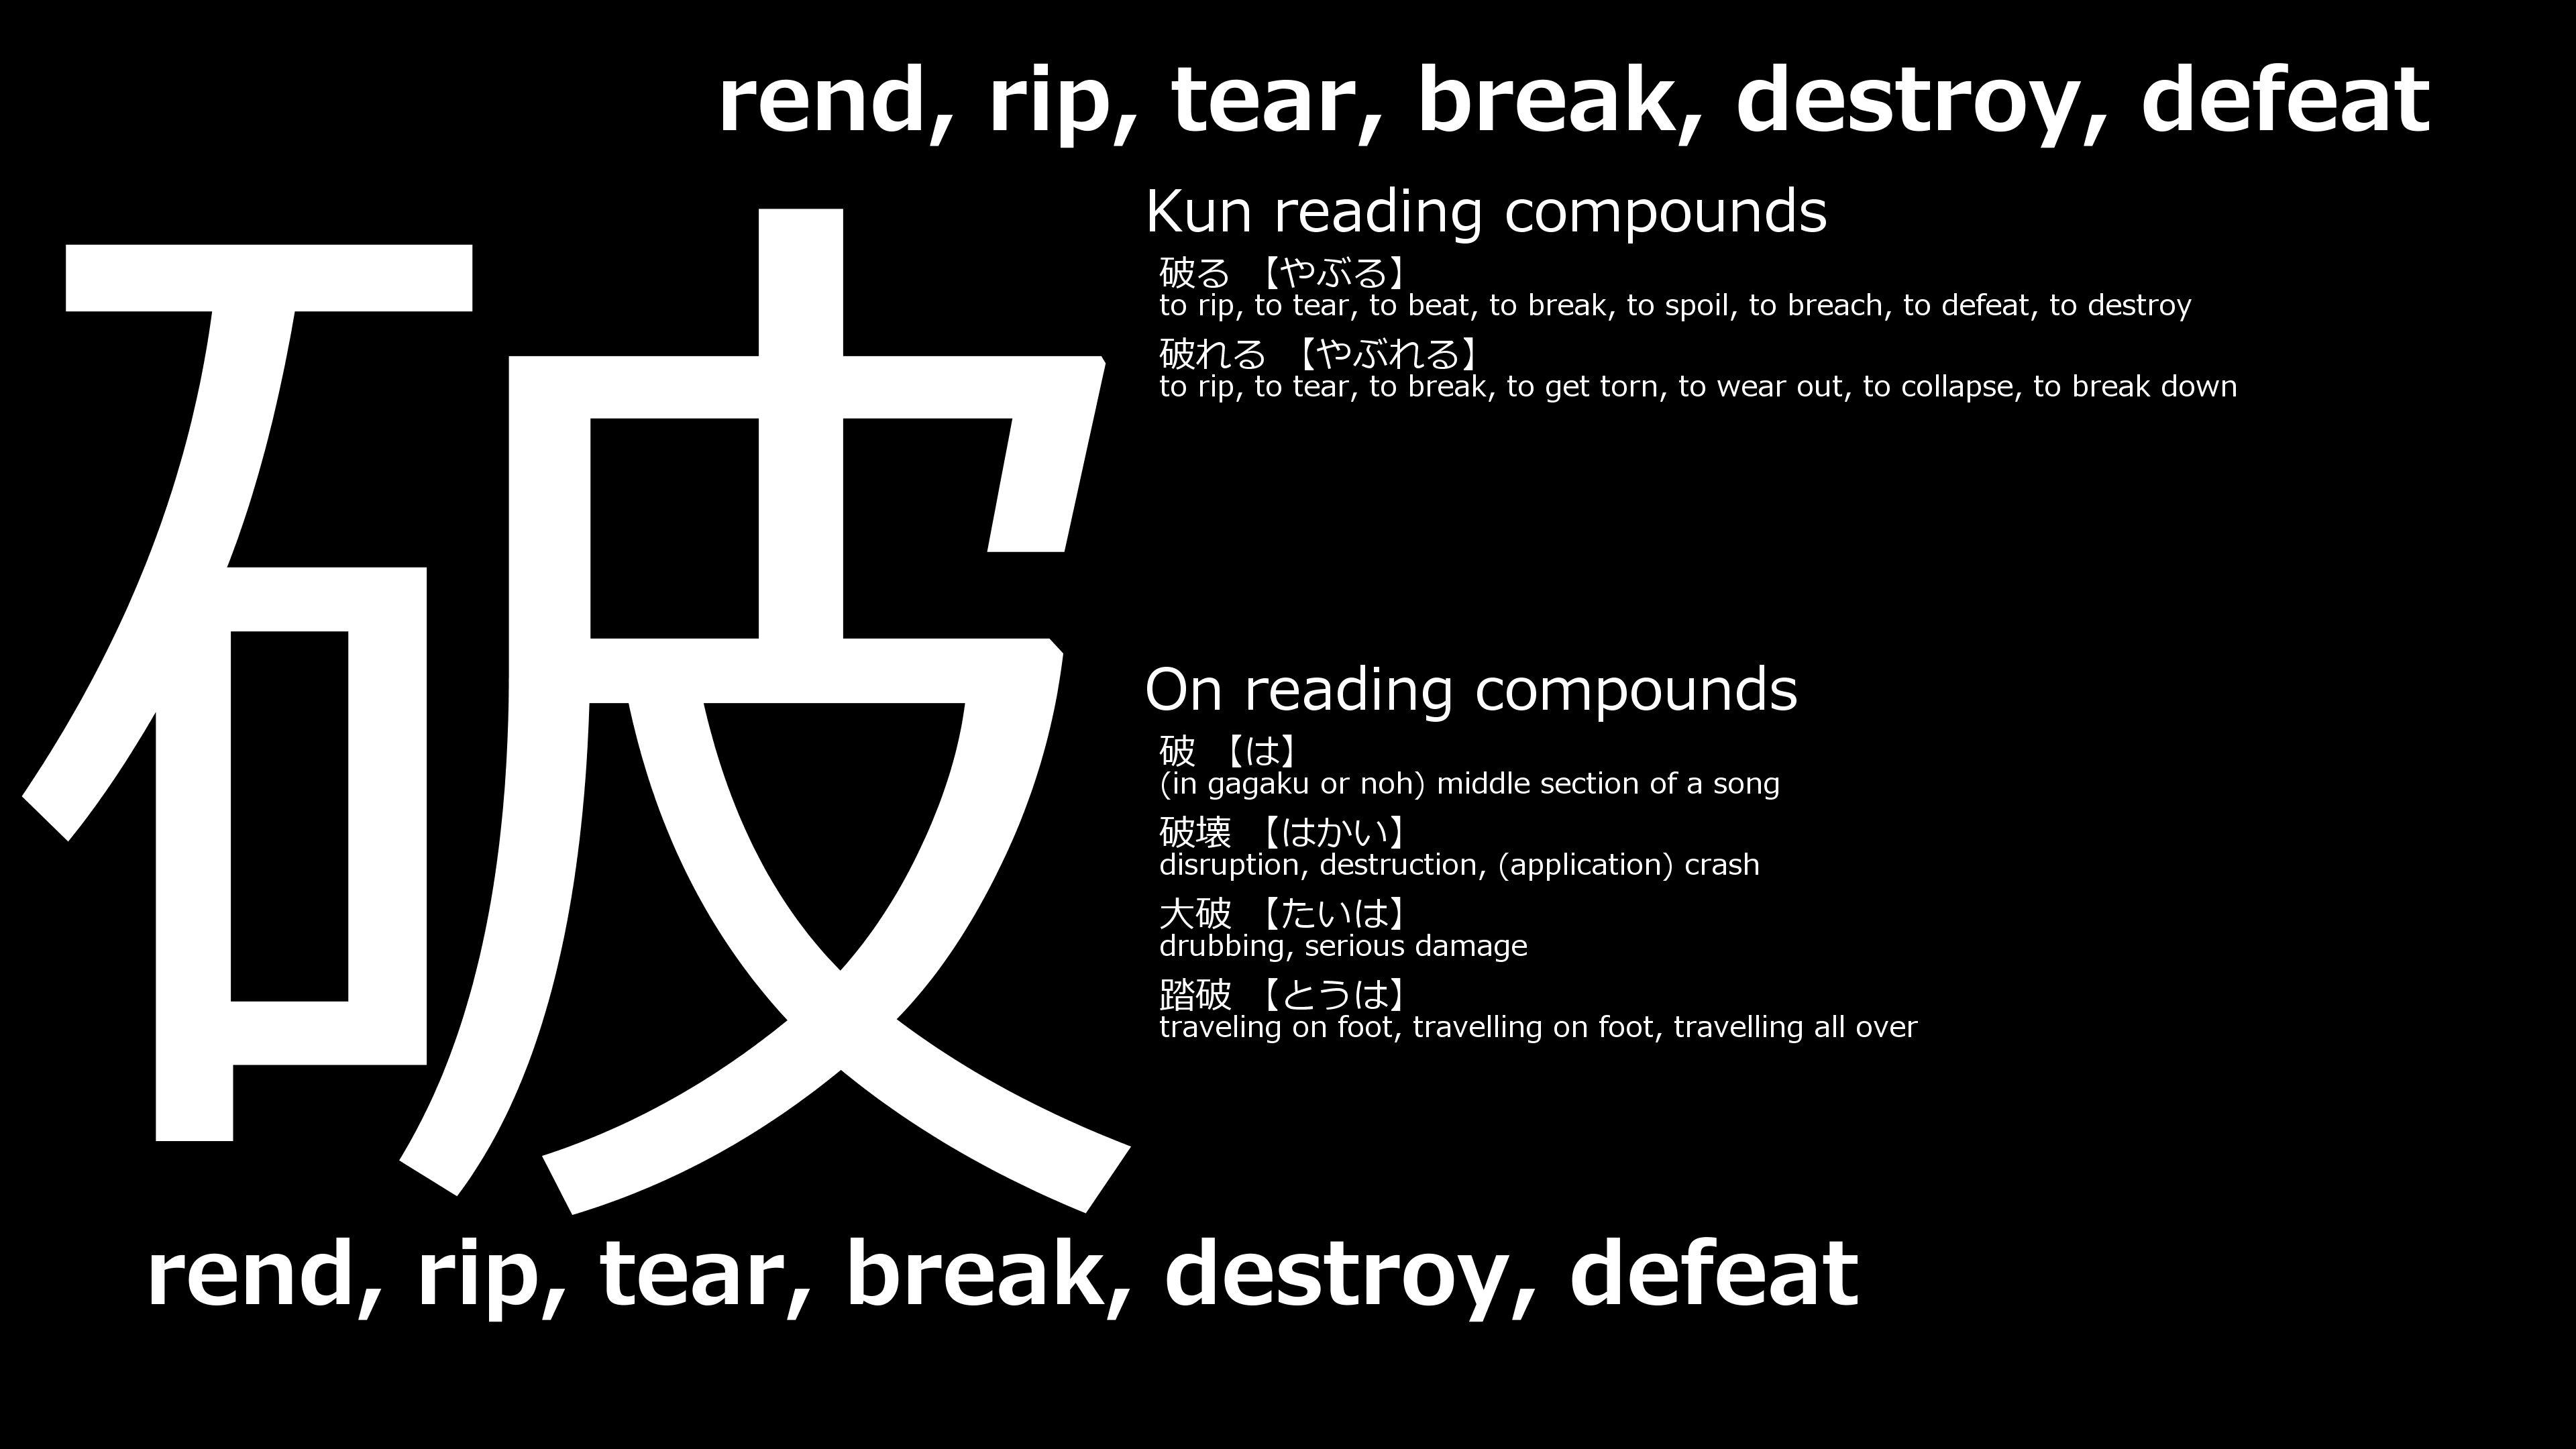 rend, rip, tear, break, destroy, defeat
破
Kun reading compounds
破る 【やぶる】
to rip, to tear, to beat, to break, to spoil, to breach, to defeat, to destroy
破れる 【やぶれる】
to rip, to tear, to break, to get torn, to wear out, to collapse, to break down
On reading compounds
破 【は】
(in gagaku or noh) middle section of a song
破壊 【はかい】
disruption, destruction, (application) crash
大破 【たいは】
drubbing, serious damage
踏破 【とうは】
traveling on foot, travelling on foot, travelling all over
rend, rip, tear, break, destroy, defeat